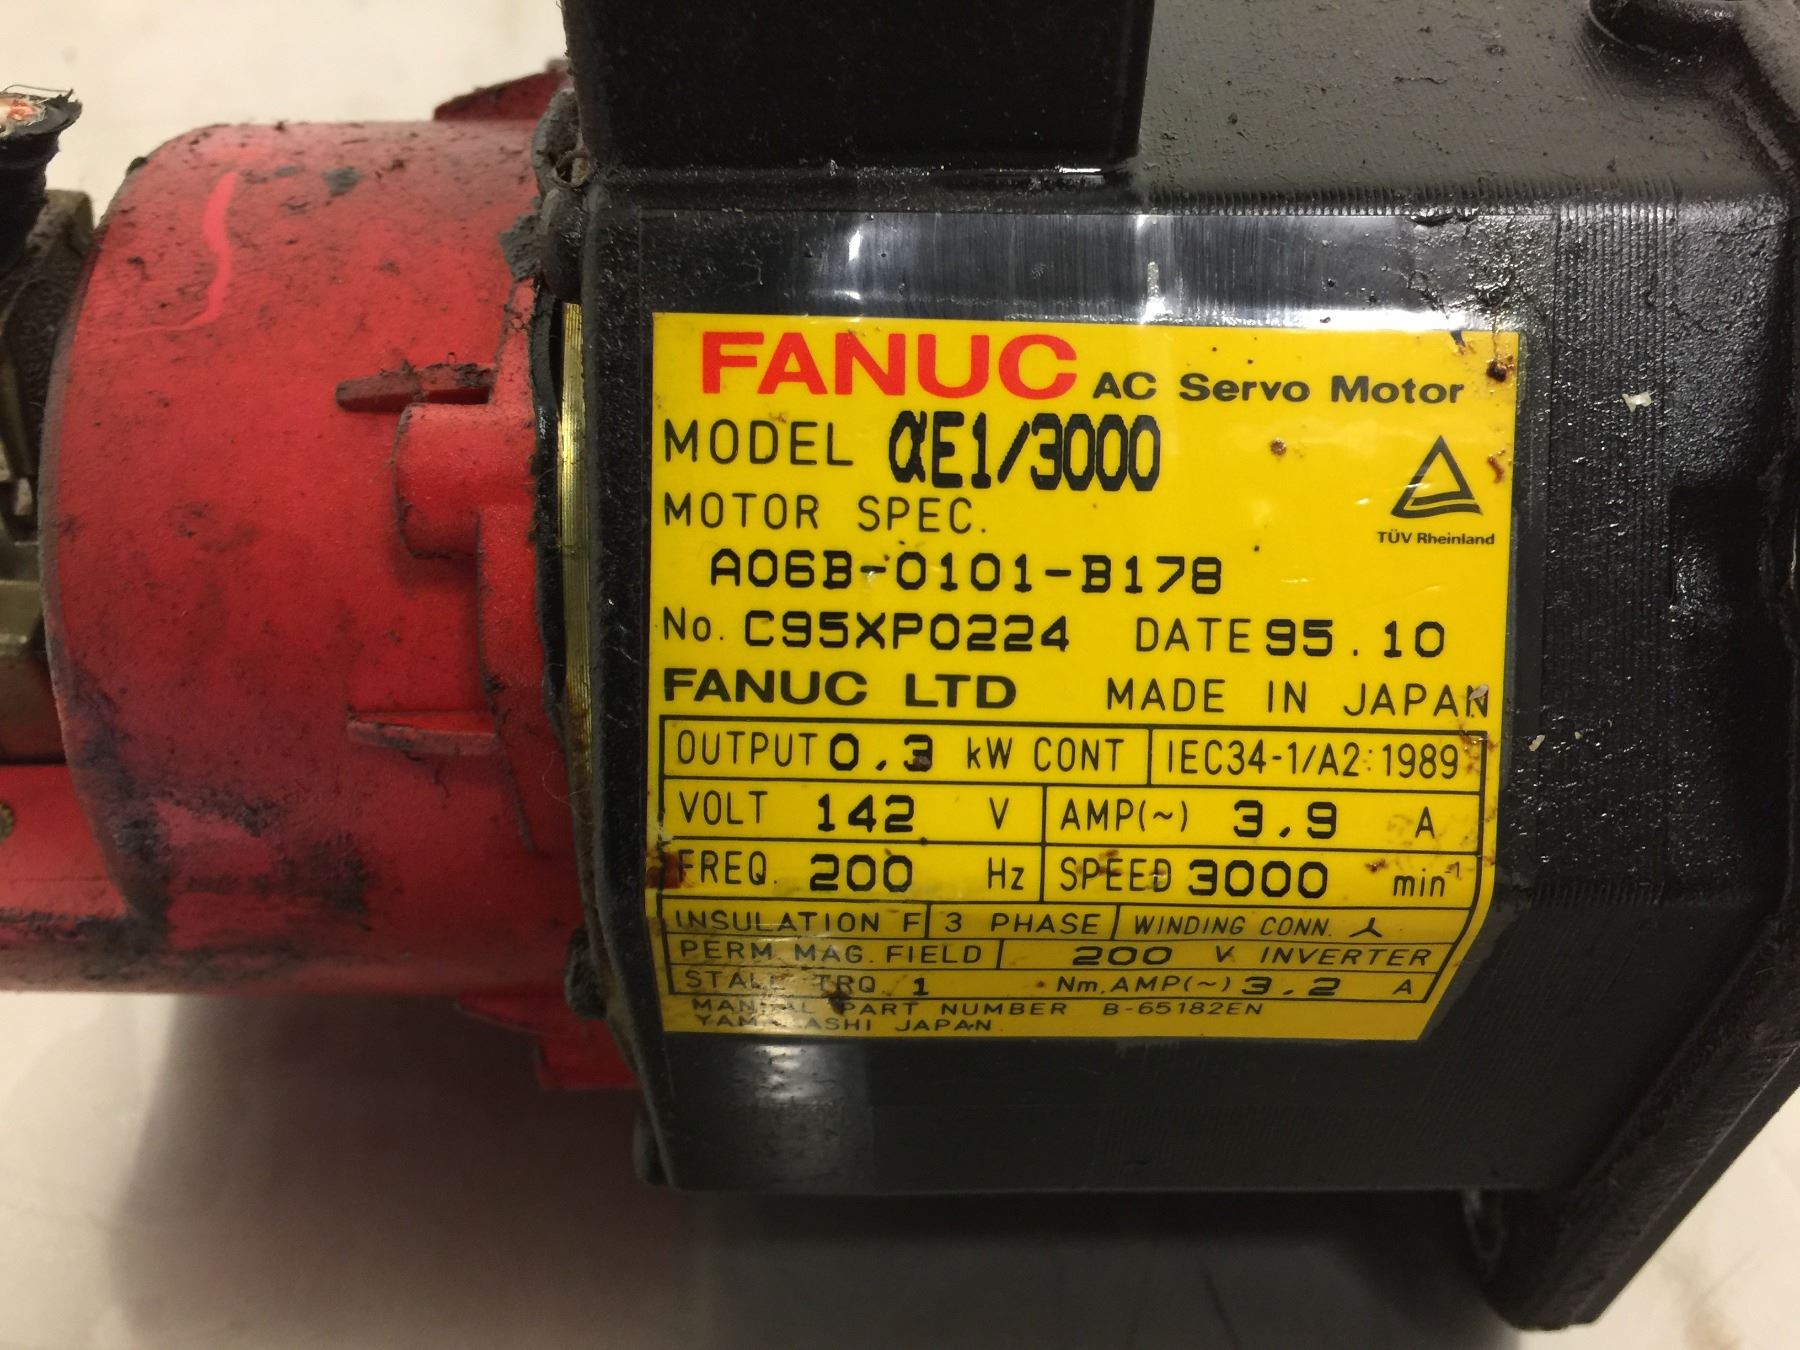 FANUC AC Servo Motor
MODEL αE1/3000
MOTOR SPEC.
A06B-0101-B178
TÜV Rheinland
No. C95XP0224 DATE 95.10
FANUC LTD MADE IN JAPAN
OUTPUT 0.3 kW CONT IEC34-1/A2:1989
VOLT 142 V AMP(~) 3.9 A
FREQ. 200 Hz SPEED 3000 min-1
INSULATION F 3 PHASE WINDING CONN.
PERM. MAG. FIELD 200 V INVERTER
STALL TRQ. 1 Nm, AMP(~) 3.2 A
MANUAL PART NUMBER B-65182EN
JAPAN